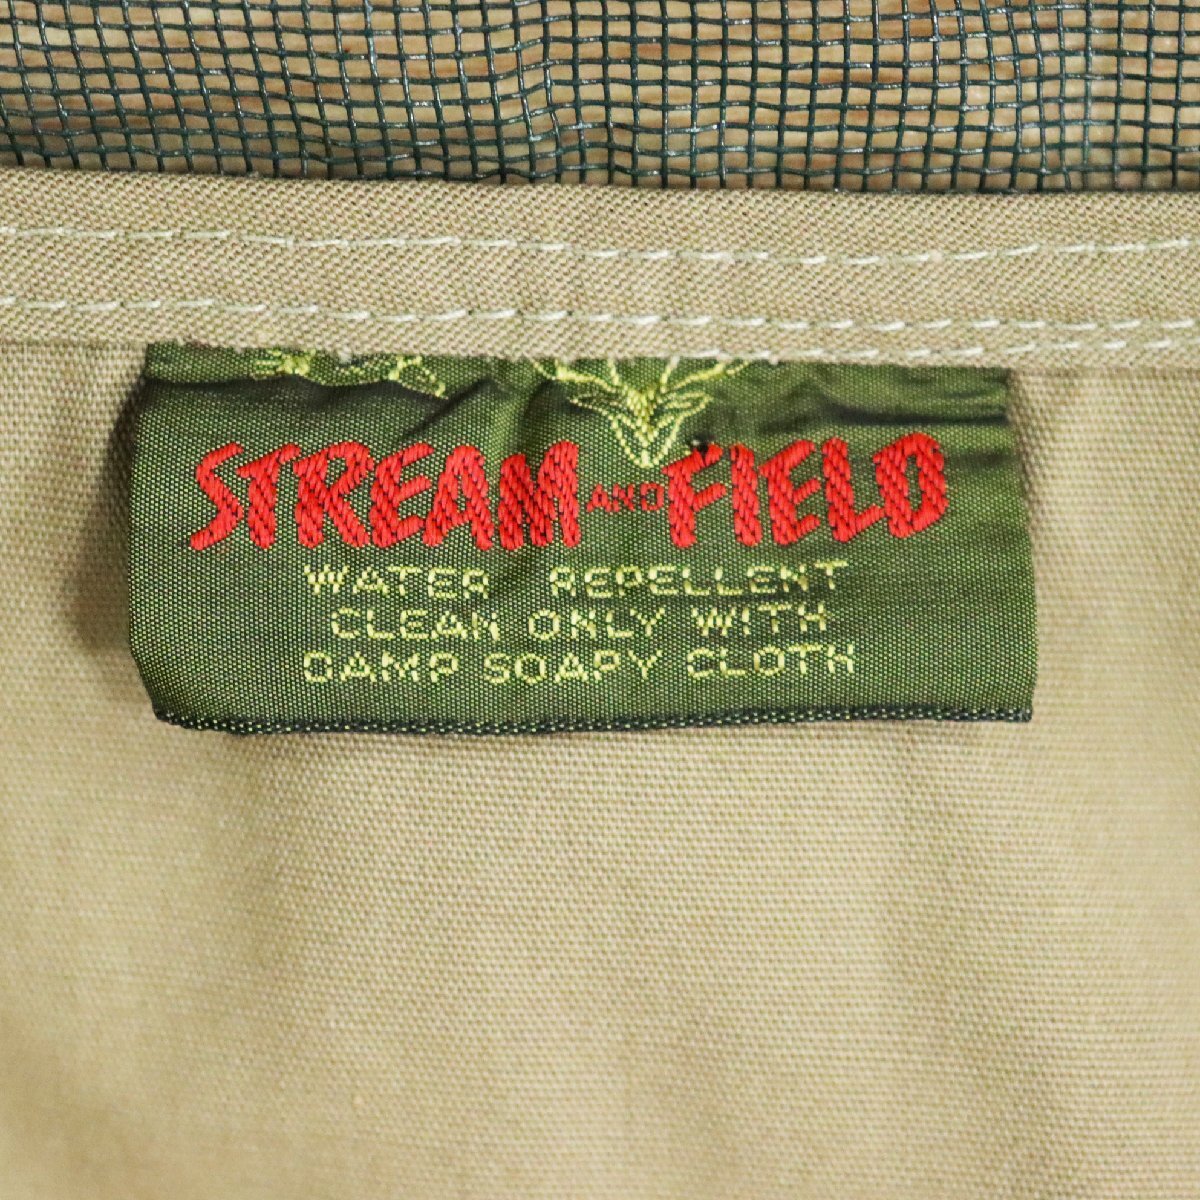 STREAM AND FIELD
WATER REPELLENT
CLEAN ONLY WITH
DAMP SOAPY CLOTH